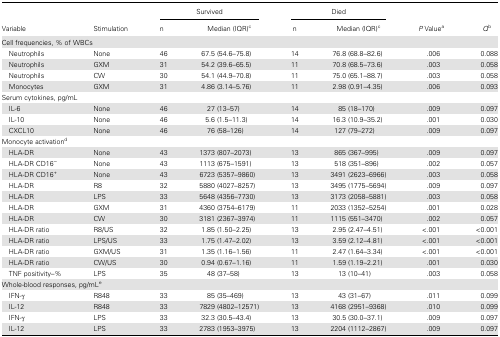 Survived Died
Variable Stimulation n Median (IQR)c n Median (IQR)c P Valuea Qb
Cell frequencies, % of WBCs
Neutrophils None 46 67.5 (54.6–75.8) 14 76.8 (68.8–82.6) .006 0.088
Neutrophils GXM 31 54.2 (39.6–65.5) 11 70.8 (68.5–73.6) .003 0.058
Neutrophils CW 30 54.1 (44.9–70.8) 11 75.0 (65.1–88.7) .003 0.058
Monocytes GXM 31 4.86 (3.14–5.76) 11 2.98 (0.91–4.35) .006 0.093
Serum cytokines, pg/mL
IL-6 None 46 27 (13–57) 14 85 (18–170) .009 0.097
IL-10 None 46 5.6 (1.5–11.3) 14 16.3 (10.9–35.2) .001 0.030
CXCL10 None 46 76 (58–126) 14 127 (79–272) .009 0.097
Monocyte activationd
HLA-DR None 43 1373 (807–2073) 13 865 (367–995) .009 0.097
HLA-DR CD16− None 43 1113 (675–1591) 13 518 (351–896) .002 0.057
HLA-DR CD16+ None 43 6723 (5357–9860) 13 3491 (2623–6966) .003 0.058
HLA-DR R8 32 5880 (4027–8257) 13 3495 (1775–5694) .009 0.097
HLA-DR LPS 33 5648 (4356–7730) 13 3173 (2058–5881) .003 0.058
HLA-DR GXM 31 4360 (3754–6179) 11 2033 (1352–5254) .001 0.028
HLA-DR CW 30 3181 (2367–3974) 11 1115 (551–3470) .002 0.057
HLA-DR ratio R8/US 32 1.85 (1.50–2.25) 13 2.95 (2.47–4.51) <.001 <0.001
HLA-DR ratio LPS/US 33 1.75 (1.47–2.02) 13 3.59 (2.12–4.81) <.001 <0.001
HLA-DR ratio GXM/US 31 1.35 (1.16–1.56) 11 2.47 (1.64–3.34) <.001 <0.001
HLA-DR ratio CW/US 30 0.94 (0.67–1.16) 11 1.59 (1.19–2.21) .001 0.030
TNF positivity–% LPS 35 48 (37–58) 13 13 (10–41) .003 0.058
Whole-blood responses, pg/mLe
IFN-γ R848 33 85 (35–469) 13 43 (31–67) .011 0.099
IL-12 R848 33 7829 (4802–12571) 13 4168 (2951–9368) .010 0.099
IFN-γ LPS 33 32.3 (30.5–43.4) 13 30.5 (30.0–37.1) .009 0.097
IL-12 LPS 33 2783 (1953–3975) 13 2204 (1112–2867) .009 0.097